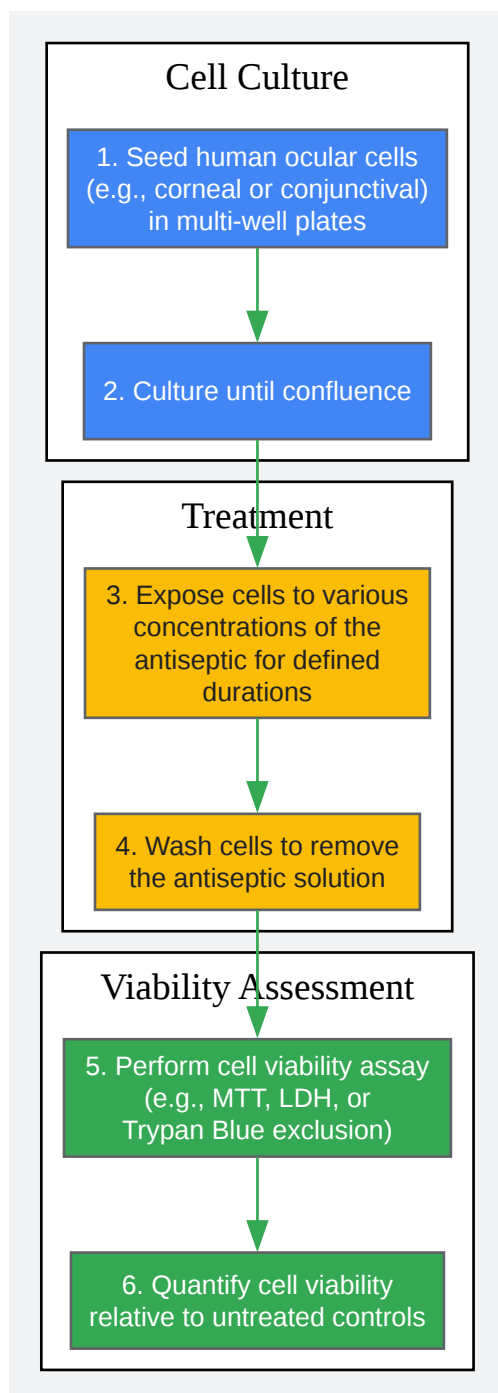 Cell Culture
1. Seed human ocular cells
(e.g., corneal or conjunctival)
in multi-well plates
2. Culture until confluence
Treatment
3. Expose cells to various
concentrations of the
antiseptic for defined
durations
4. Wash cells to remove
the antiseptic solution
Viability Assessment
5. Perform cell viability assay
(e.g., MTT, LDH, or
Trypan Blue exclusion)
6. Quantify cell viability
relative to untreated controls